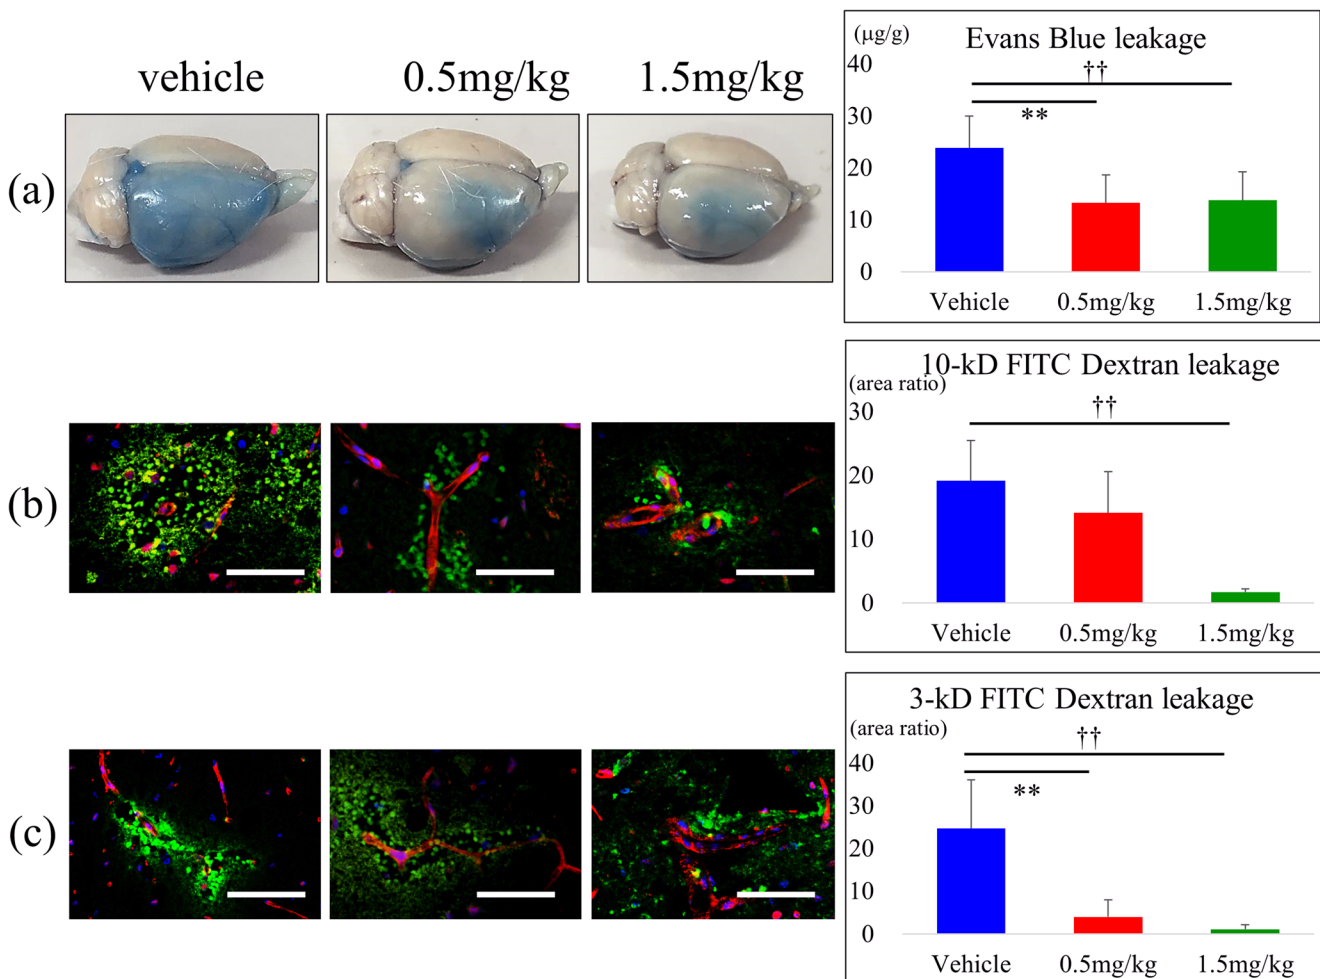 vehicle 0.5mg/kg 1.5mg/kg
(a)
(µg/g) Evans Blue leakage
††
**
40
30
20
10
0
Vehicle 0.5mg/kg 1.5mg/kg
(b)
10-kD FITC Dextran leakage
(area ratio)
††
30
20
10
0
Vehicle 0.5mg/kg 1.5mg/kg
(c)
3-kD FITC Dextran leakage
(area ratio)
††
**
40
30
20
10
0
Vehicle 0.5mg/kg 1.5mg/kg